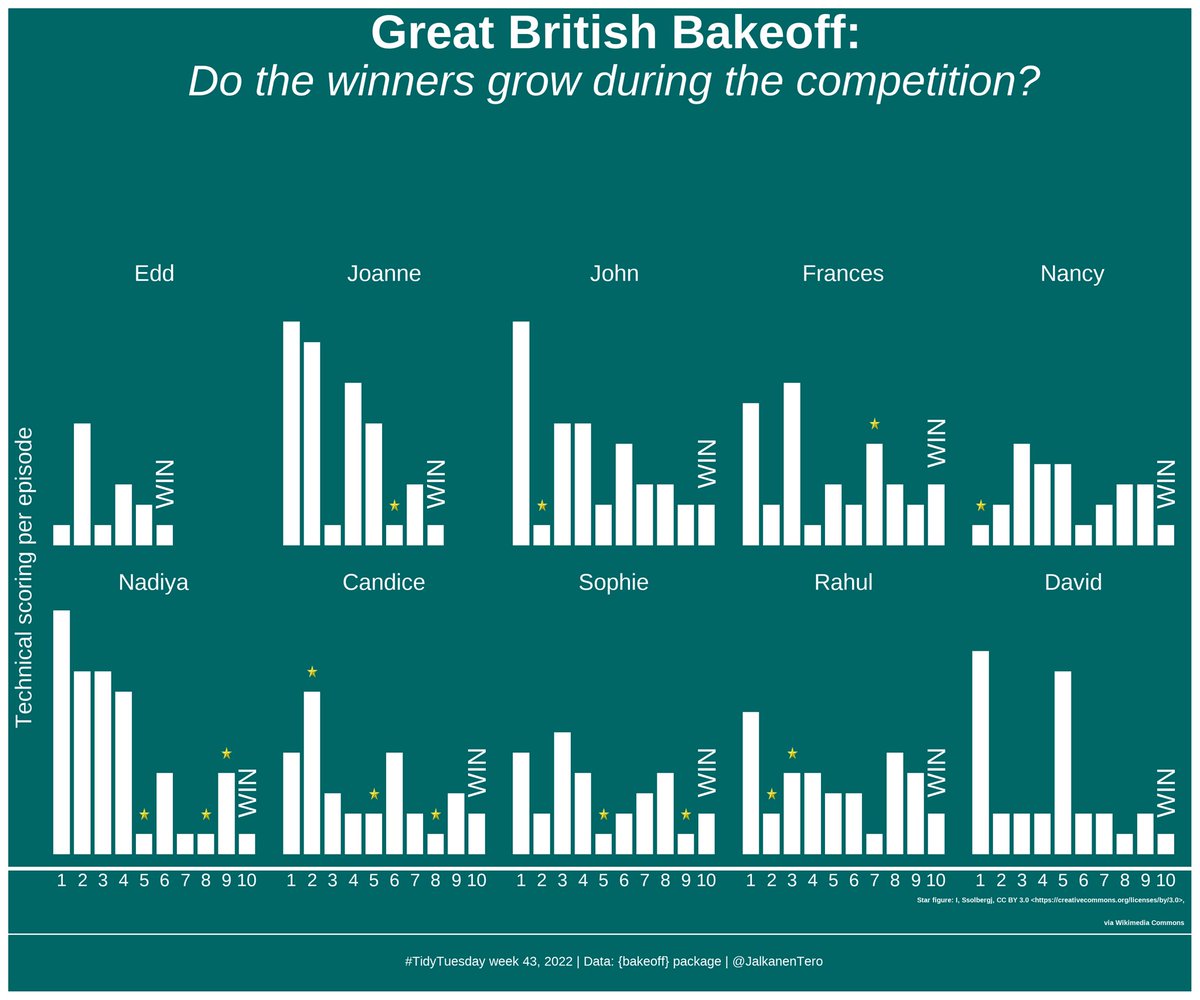 Great British Bakeoff:
Do the winners grow during the competition?
Edd
Joanne
John
Frances
Nancy
WIN
WIN
WIN
WIN
WIN
Technical scoring per episode
Nadiya
Candice
Sophie
Rahul
David
WIN
WIN
WIN
WIN
WIN
1 2 3 4 5 6 7 8 9 10
1 2 3 4 5 6 7 8 9 10
1 2 3 4 5 6 7 8 9 10
1 2 3 4 5 6 7 8 9 10
1 2 3 4 5 6 7 8 9 10
Star figure: I, Ssolbergj, CC BY 3.0 <https://creativecommons.org/licenses/by/3.0>,
via Wikimedia Commons
#TidyTuesday week 43, 2022 | Data: {bakeoff} package | @JalkanenTero